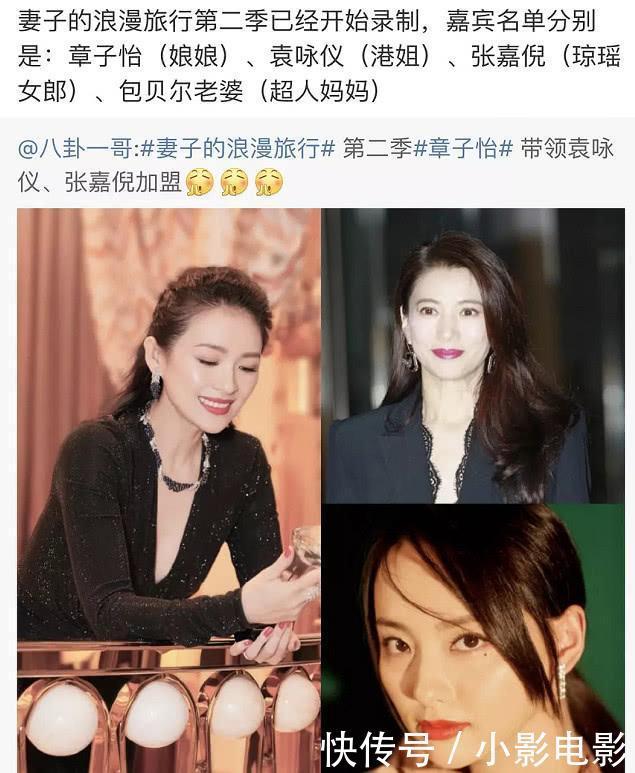 妻子的浪漫旅行第二季已经开始录制，嘉宾名单分别
是：章子怡（娘娘）、袁咏仪（港姐）、张嘉倪（琼瑶
女郎）、包贝尔老婆（超人妈妈）
@八卦一哥:#妻子的浪漫旅行# 第二季#章子怡# 带领袁咏
仪、张嘉倪加盟
快传号 / 小影电影